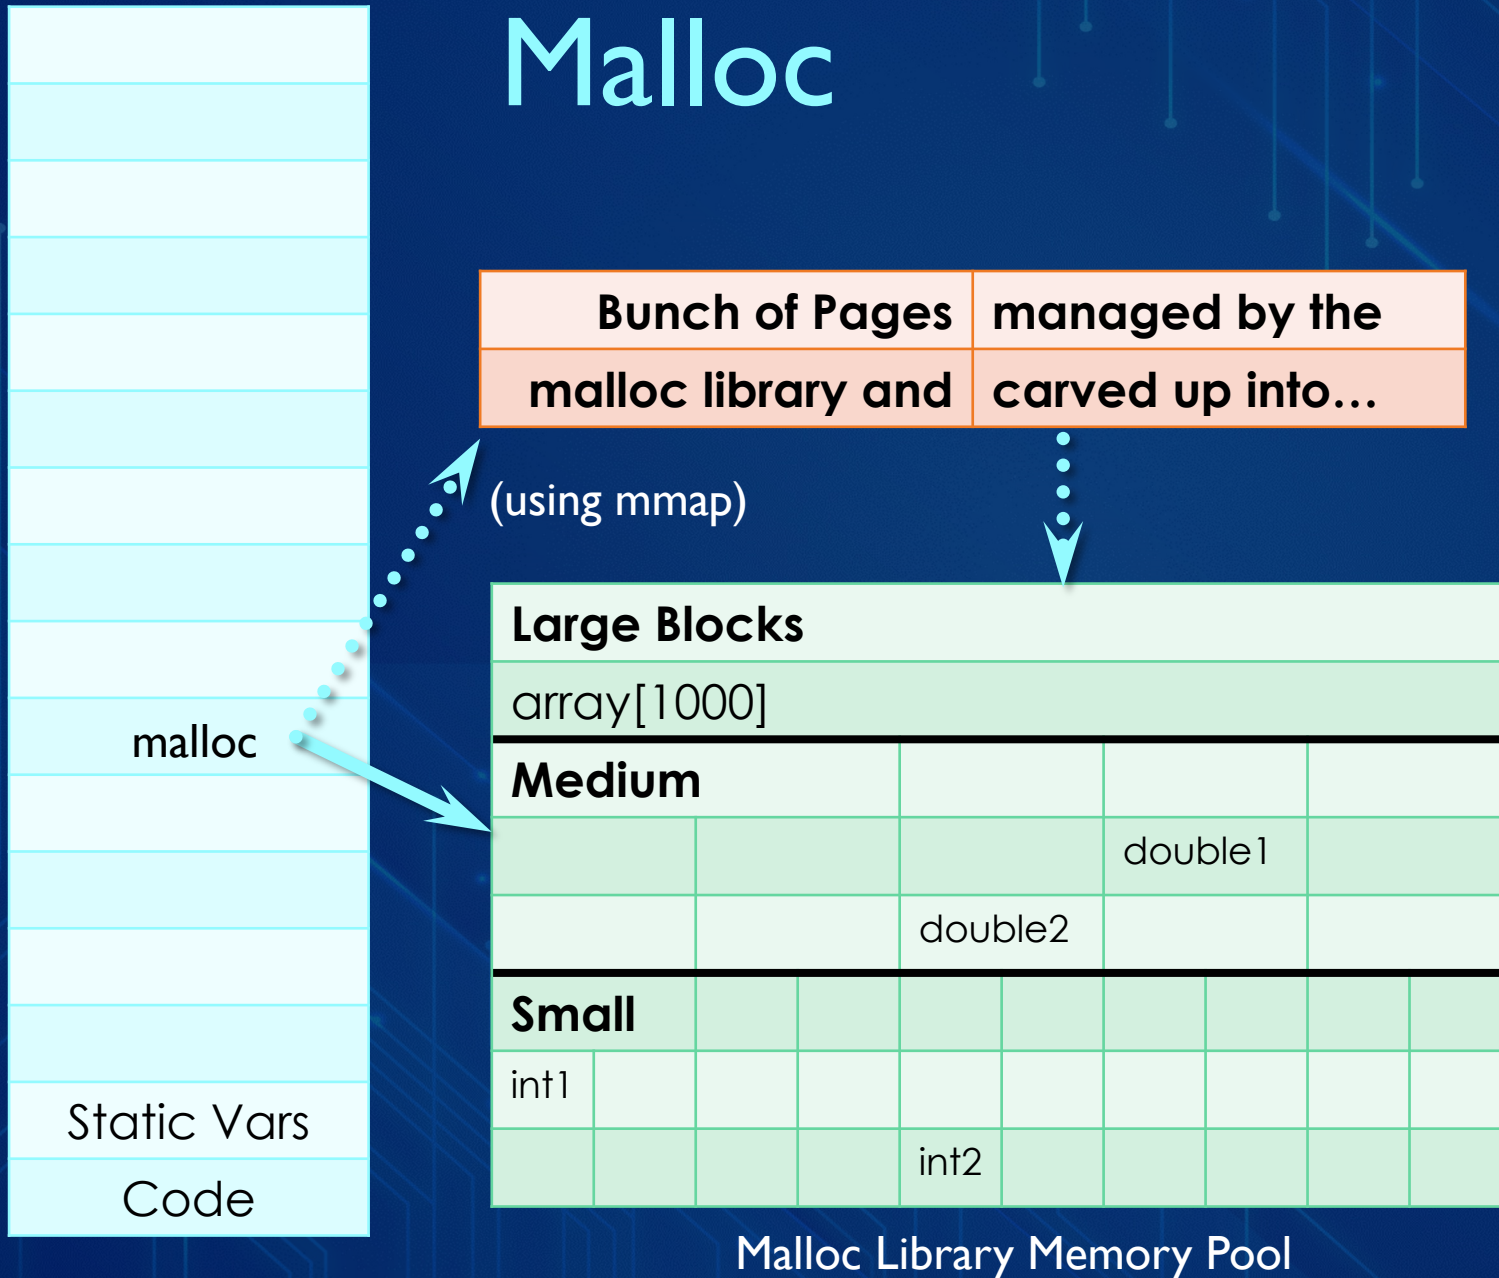 Malloc
Bunch of Pages managed by the
malloc library and carved up into…
(using mmap)
Large Blocks
array[1000]
malloc
Medium
double1
double2
Small
int1
int2
Static Vars
Code
Malloc Library Memory Pool